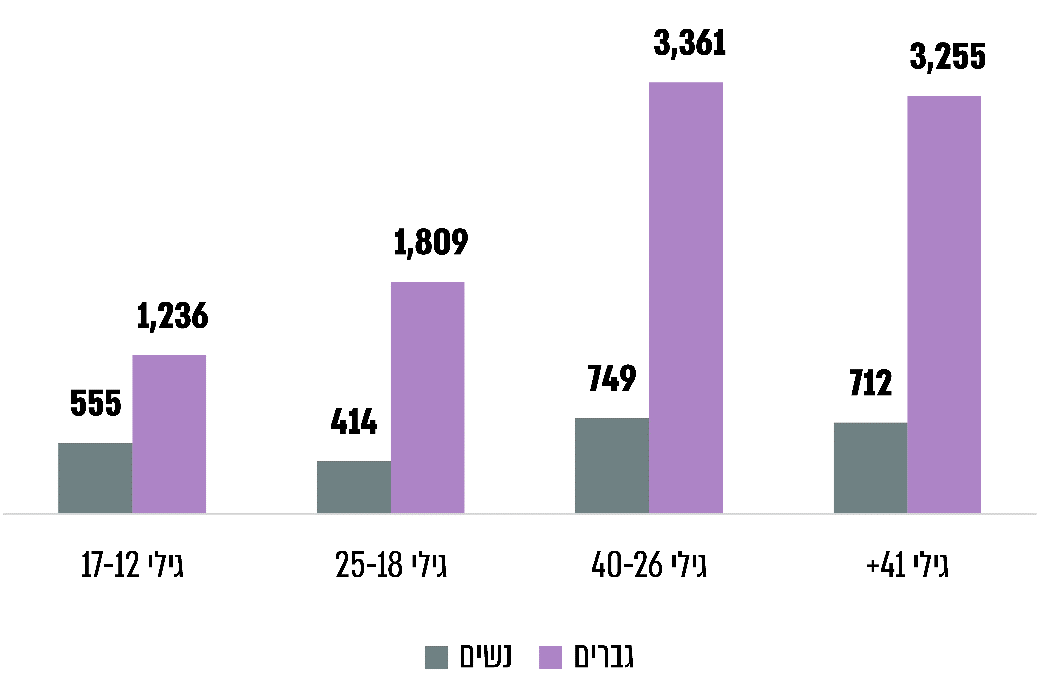 3,361
3,255
1,809
1,236
749
712
555
414
גילי 17-12
גילי 25-18
גילי 40-26
גילי 41+
נשים
גברים